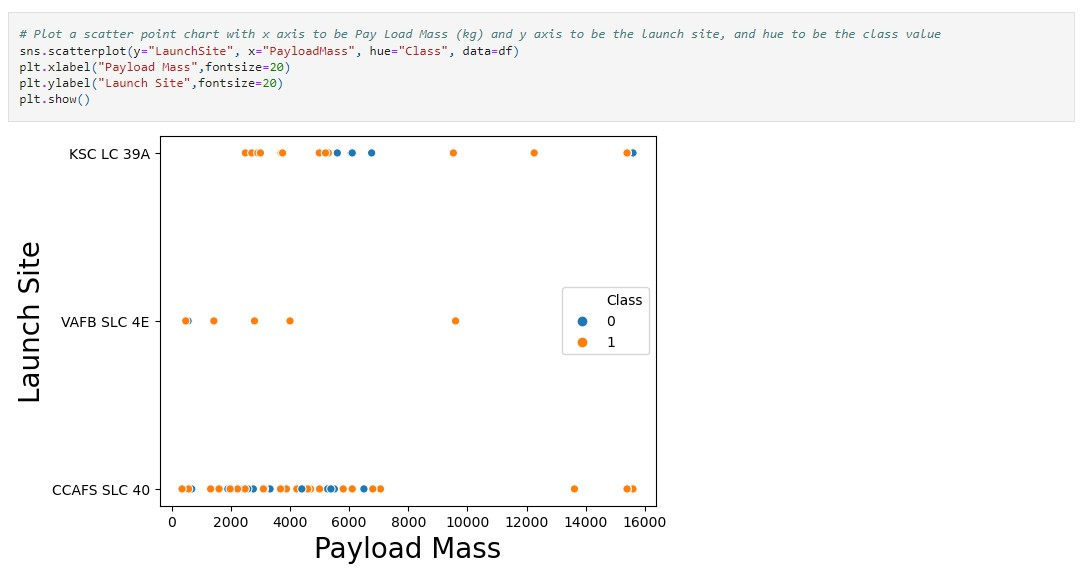 # Plot a scatter point chart with x axis to be Pay Load Mass (kg) and y axis to be the launch site, and hue to be the class value
sns.scatterplot(y="LaunchSite", x="PayloadMass", hue="Class", data=df)
plt.xlabel("Payload Mass",fontsize=20)
plt.ylabel("Launch Site",fontsize=20)
plt.show()
KSC LC 39A
VAFB SLC 4E
CCAFS SLC 40
Launch Site
Class
0
1
0 2000 4000 6000 8000 10000 12000 14000 16000
Payload Mass